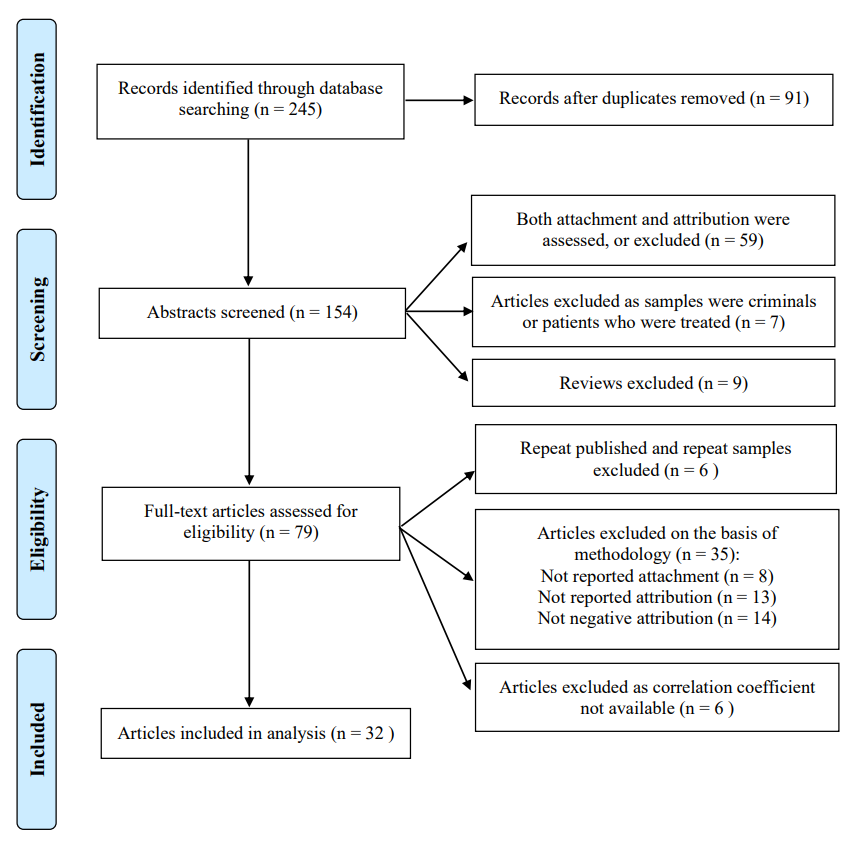 Identification
Records identified through database
searching (n = 245)
Records after duplicates removed (n = 91)
Screening
Abstracts screened (n = 154)
Both attachment and attribution were
assessed, or excluded (n = 59)
Articles excluded as samples were criminals
or patients who were treated (n = 7)
Reviews excluded (n = 9)
Eligibility
Full-text articles assessed for
eligibility (n = 79)
Repeat published and repeat samples
excluded (n = 6 )
Articles excluded on the basis of
methodology (n = 35):
Not reported attachment (n = 8)
Not reported attribution (n = 13)
Not negative attribution (n = 14)
Articles excluded as correlation coefficient
not available (n = 6 )
Included
Articles included in analysis (n = 32 )